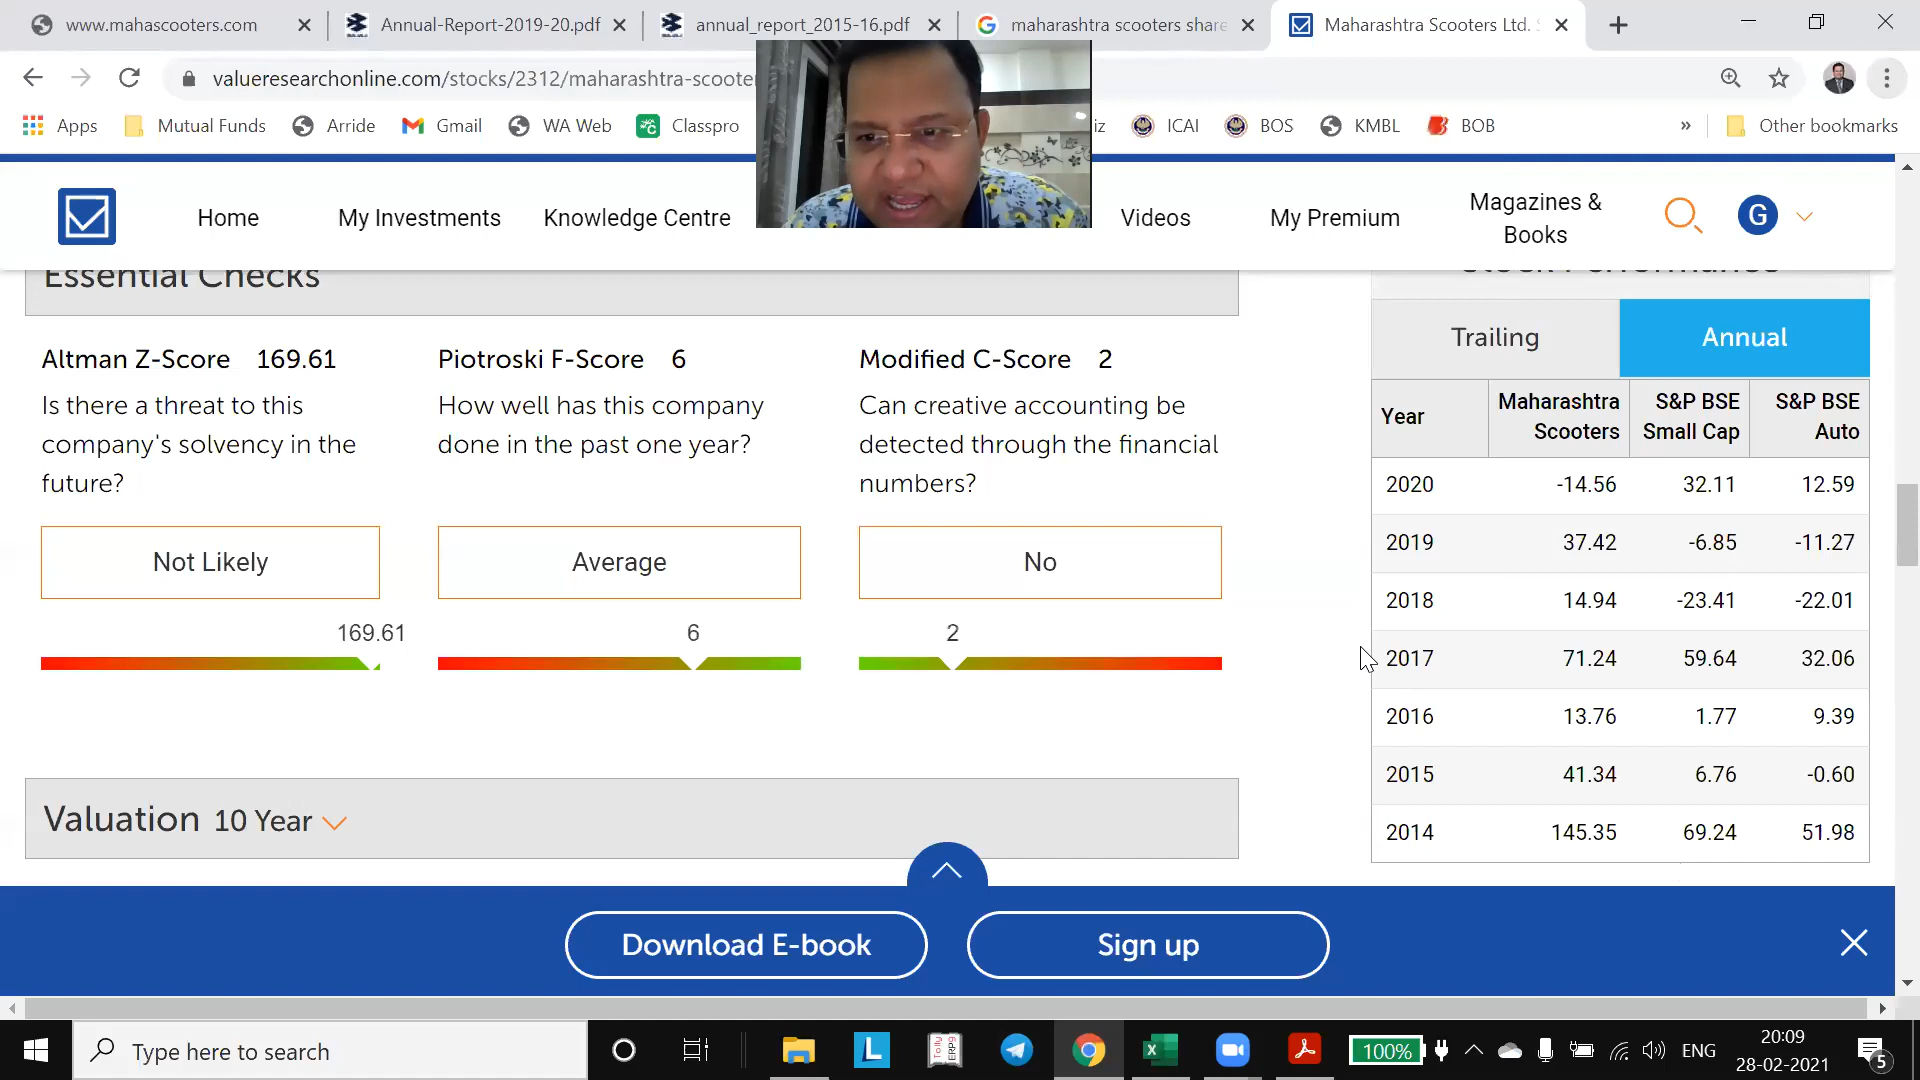 www.mahascooters.com
Annual-Report-2019-20.pdf
annual_report_2015-16.pdf
maharashtra scooters share
Maharashtra Scooters Ltd.
valueresearchonline.com/stocks/2312/maharashtra-scooter
Apps
Mutual Funds
Arride
Gmail
WA Web
Classpro
iz
ICAI
BOS
KMBL
BOB
»
Other bookmarks
Home
My Investments
Knowledge Centre
Videos
My Premium
Magazines &
Books
G
Essential Checks
Stock Performance
Altman Z-Score 169.61
Is there a threat to this
company's solvency in the
future?
Not Likely
169.61
Piotroski F-Score 6
How well has this company
done in the past one year?
Average
6
Modified C-Score 2
Can creative accounting be
detected through the financial
numbers?
No
2
Trailing
Annual
Year
Maharashtra
Scooters
S&P BSE
Small Cap
S&P BSE
Auto
2020 -14.56 32.11 12.59
2019 37.42 -6.85 -11.27
2018 14.94 -23.41 -22.01
2017 71.24 59.64 32.06
2016 13.76 1.77 9.39
2015 41.34 6.76 -0.60
2014 145.35 69.24 51.98
Valuation 10 Year
Download E-book
Sign up
Type here to search
L
100%
ENG
20:09
28-02-2021
5